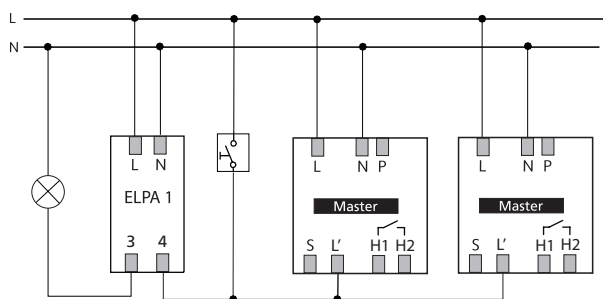 L
N
L N
ELPA 1
3 4
L N P
Master
S L' H1 H2
L N P
Master
S L' H1 H2